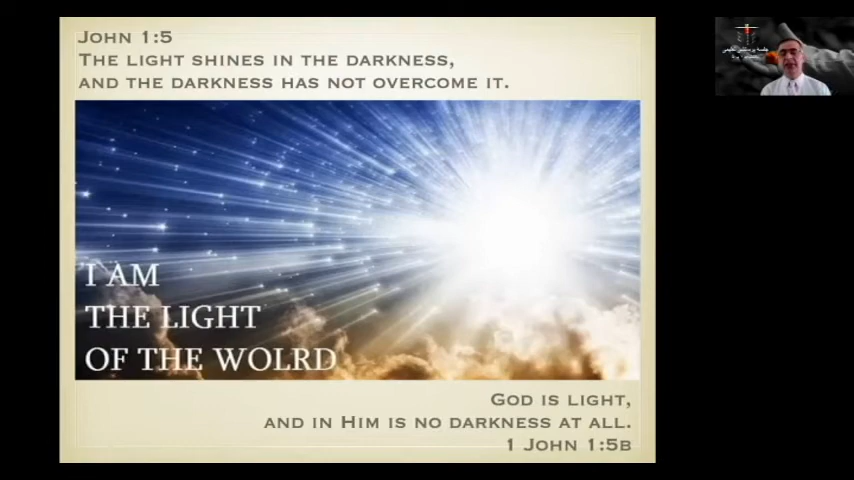 JOHN 1:5
THE LIGHT SHINES IN THE DARKNESS,
AND THE DARKNESS HAS NOT OVERCOME IT.
I AM
THE LIGHT
OF THE WOLRD
GOD IS LIGHT,
AND IN HIM IS NO DARKNESS AT ALL.
1 JOHN 1:5B